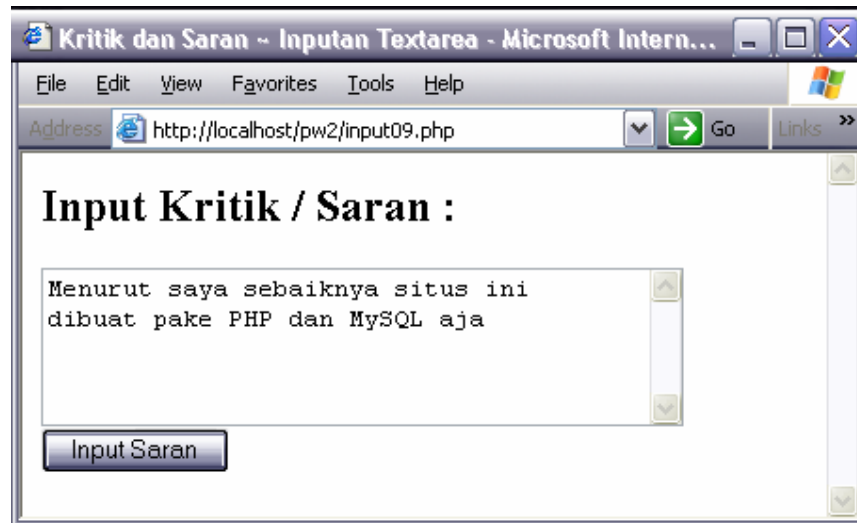 Kritik dan Saran ~ Inputan Textarea - Microsoft Intern...
File Edit View Favorites Tools Help
Address http://localhost/pw2/input09.php Go Links »
Input Kritik / Saran :
Menurut saya sebaiknya situs ini
dibuat pake PHP dan MySQL aja
Input Saran